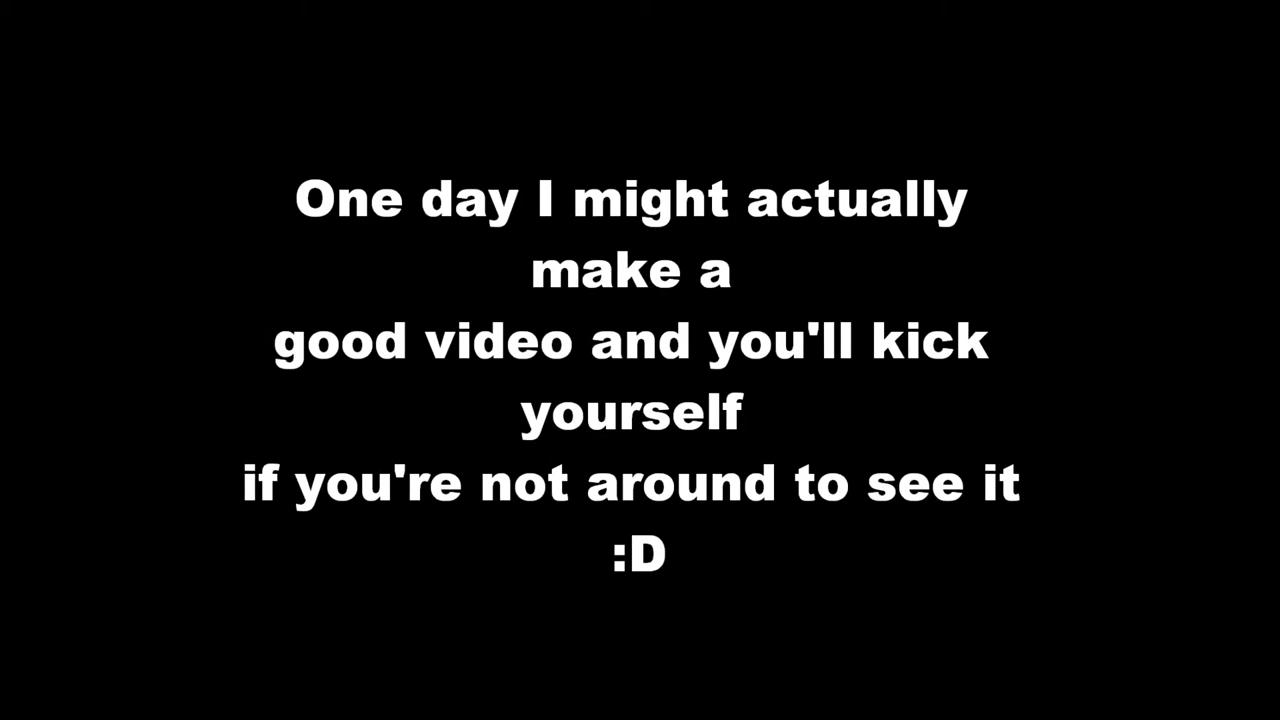 One day I might actually
make a
good video and you'll kick
yourself
if you're not around to see it
:D